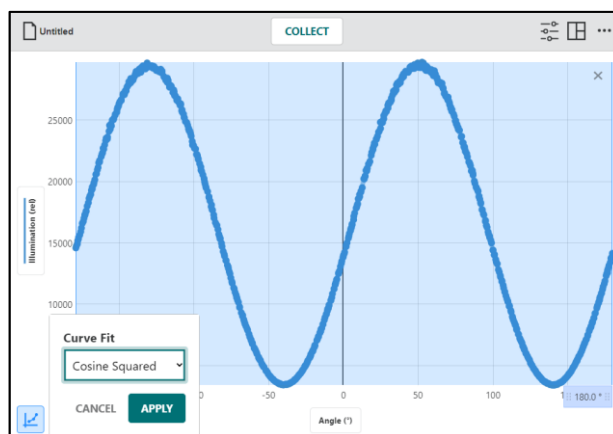 Untitled
COLLECT
25000
20000
15000
10000
Illumination (rel)
Curve Fit
Cosine Squared
CANCEL
APPLY
-50
0
50
100
180.0 °
Angle (°)